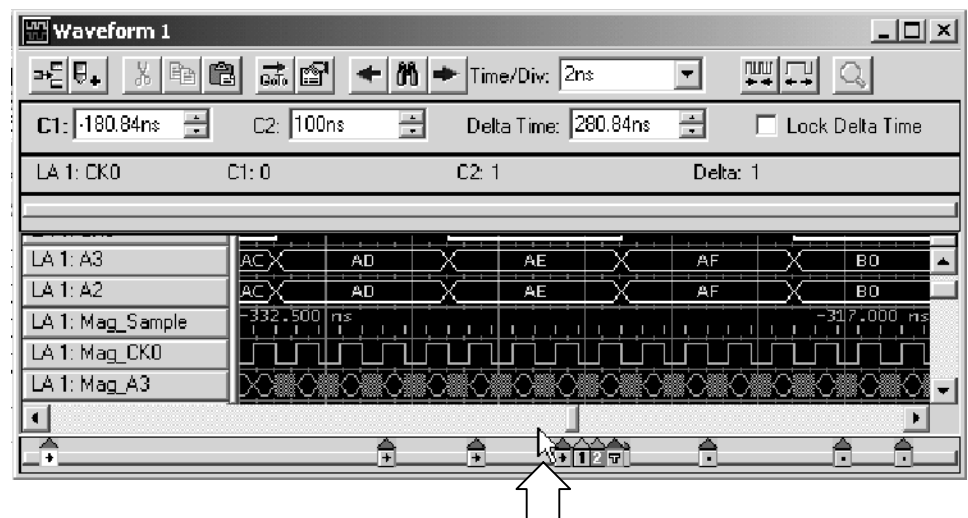 Waveform 1
Goto Time/Div: 2ns
C1: -180.84ns C2: 100ns Delta Time: 280.84ns Lock Delta Time
LA 1: CK0 C1: 0 C2: 1 Delta: 1
LA 1: A3 AC AD AE AF B0
LA 1: A2 AC AD AE AF B0
LA 1: Mag_Sample -332.500 ns -317.000 ns
LA 1: Mag_CK0
LA 1: Mag_A3
1 2 T